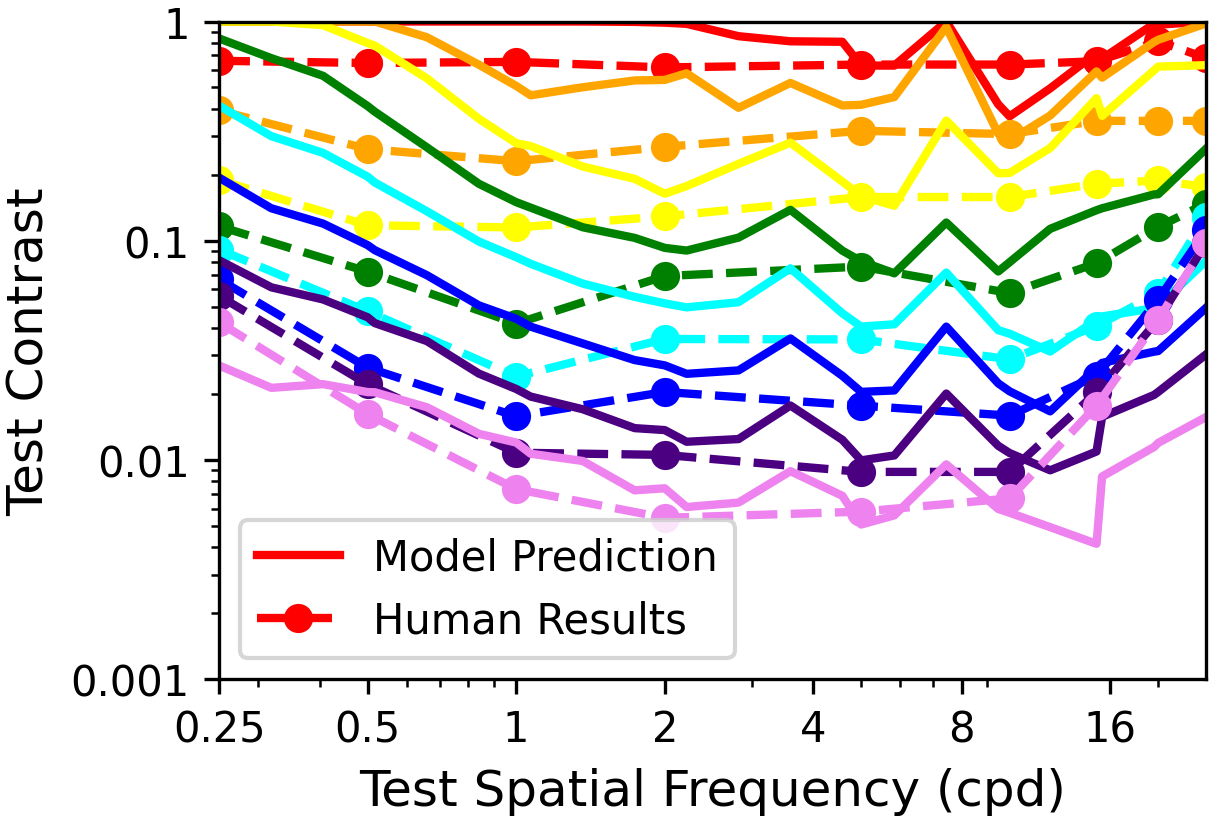 1
0.1
0.01
0.001
Test Contrast
Model Prediction
Human Results
0.25 0.5 1 2 4 8 16
Test Spatial Frequency (cpd)